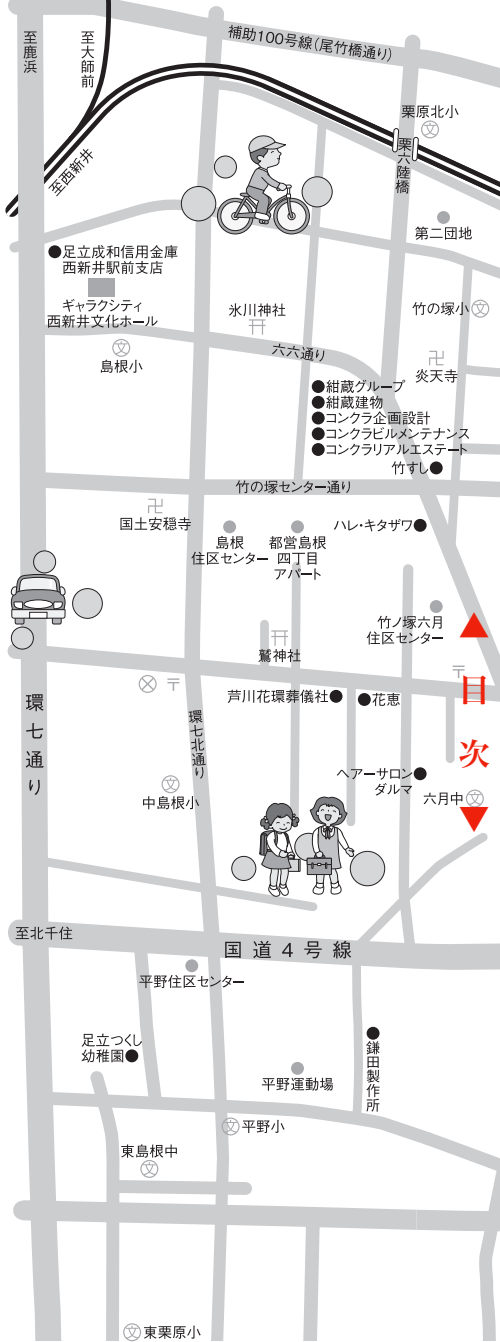 至鹿浜
至大師前
補助100号線(尾竹橋通り)
至西新井
栗原北小
文
栗六陸橋
第二団地
足立成和信用金庫
西新井駅前支店
ギャラクシティ
西新井文化ホール
氷川神社
竹の塚小
文
文
島根小
六六通り
炎天寺
紺蔵グループ
紺蔵建物
コンクラ企画設計
コンクラビルメンテナンス
コンクラリアルエステート
竹すし
竹の塚センター通り
国土安穏寺
島根
住区センター
都営島根
四丁目
アパート
ハレ・キタザワ
竹ノ塚六月
住区センター
鷲神社
〒
〒
目次
環七通り
環七北通り
芦川花環葬儀社
花恵
ヘアーサロン
ダルマ
文
中島根小
六月中
文
至北千住
国道4号線
平野住区センター
足立つくし
幼稚園
平野運動場
鎌田製作所
文
平野小
東島根中
文
文
東栗原小